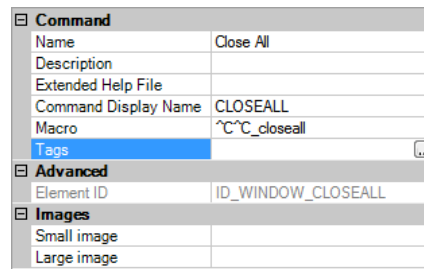 Command
Name Close All
Description
Extended Help File
Command Display Name CLOSEALL
Macro ^C^C_closeall
Tags
Advanced
Element ID ID_WINDOW_CLOSEALL
Images
Small image
Large image